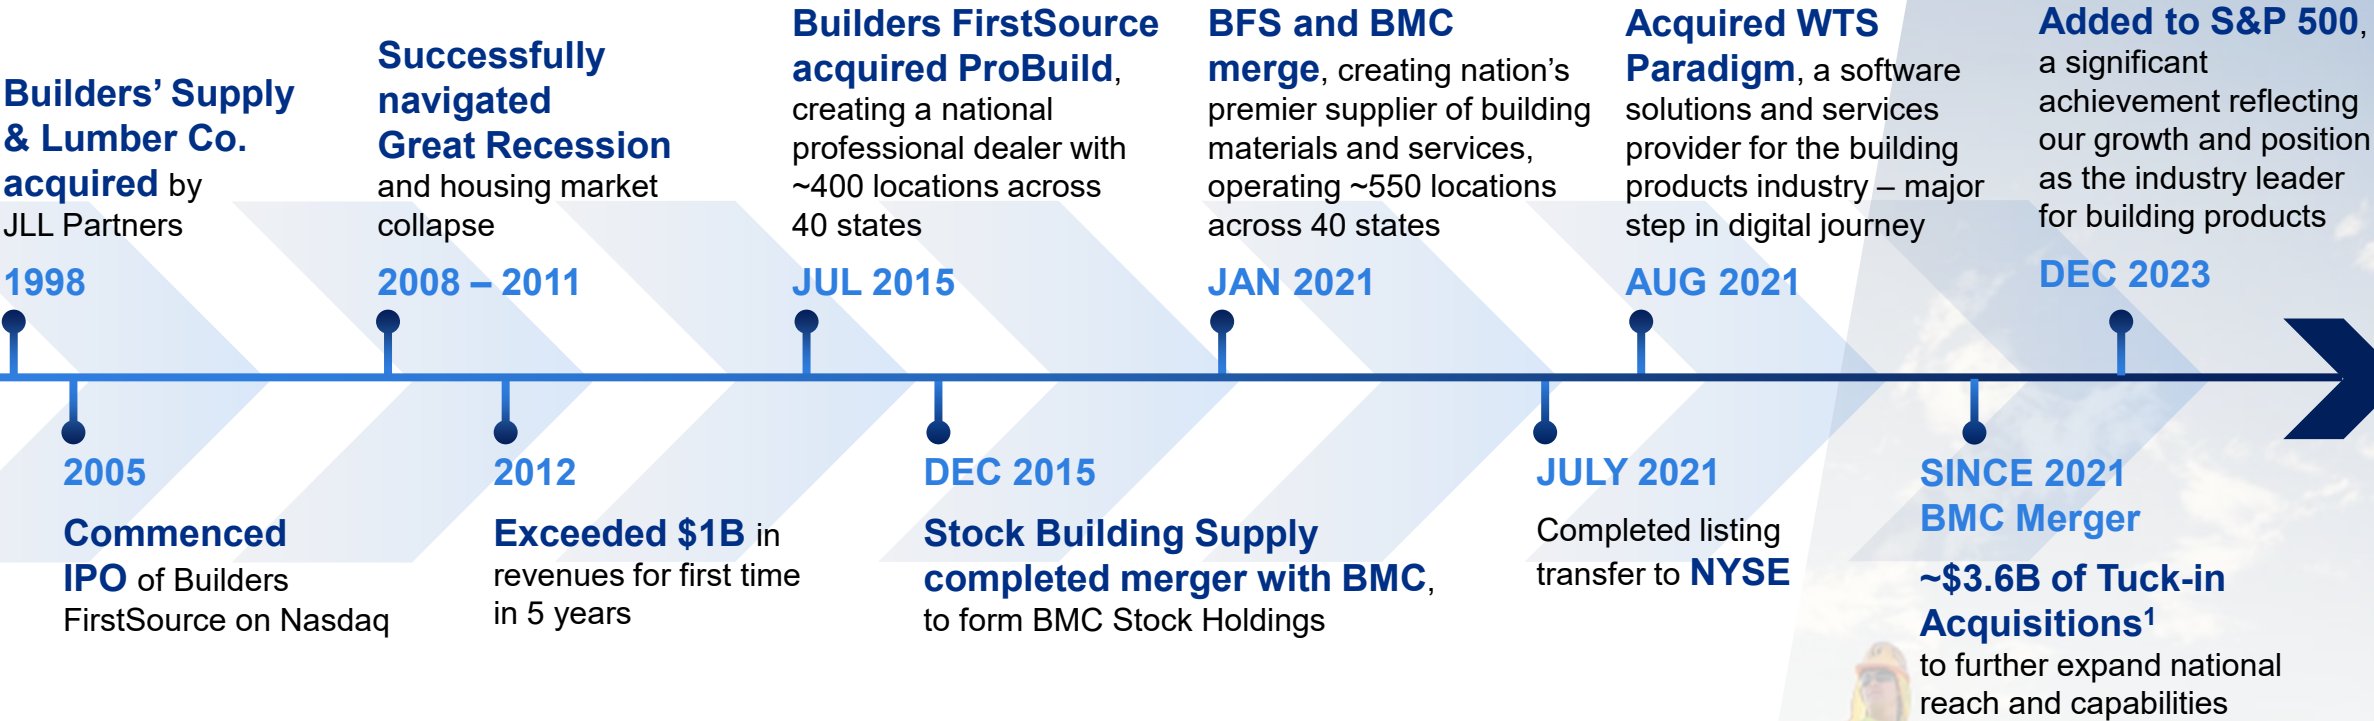 Builders’ Supply
& Lumber Co.
acquired by
JLL Partners
1998
Successfully
navigated
Great Recession
and housing market
collapse
2008 – 2011
Builders FirstSource
acquired ProBuild,
creating a national
professional dealer with
~400 locations across
40 states
JUL 2015
BFS and BMC
merge, creating nation’s
premier supplier of building
materials and services,
operating ~550 locations
across 40 states
JAN 2021
Acquired WTS
Paradigm, a software
solutions and services
provider for the building
products industry – major
step in digital journey
AUG 2021
Added to S&P 500,
a significant
achievement reflecting
our growth and position
as the industry leader
for building products
DEC 2023
2005
Commenced
IPO of Builders
FirstSource on Nasdaq
2012
Exceeded $1B in
revenues for first time
in 5 years
DEC 2015
Stock Building Supply
completed merger with BMC,
to form BMC Stock Holdings
JULY 2021
Completed listing
transfer to NYSE
SINCE 2021
BMC Merger
~$3.6B of Tuck-in
Acquisitions¹
to further expand national
reach and capabilities